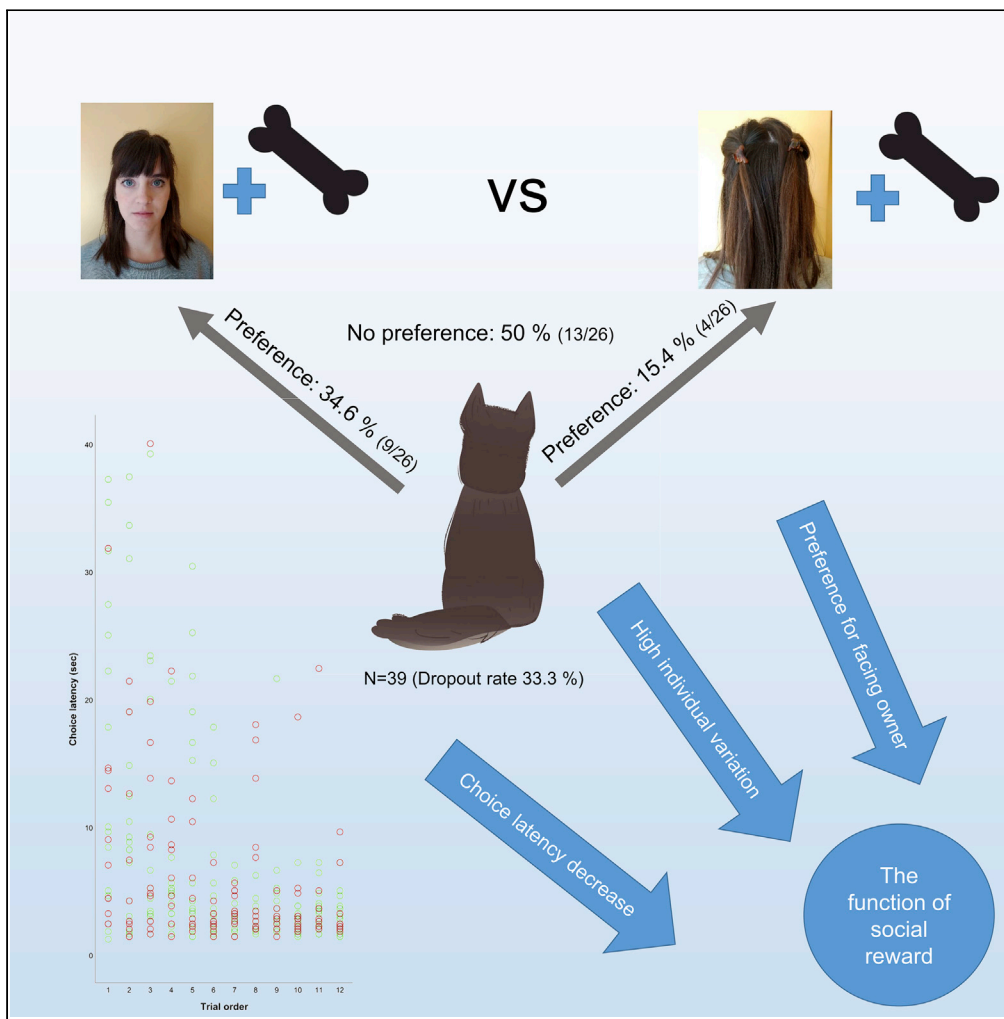 vs
No preference: 50 % (13/26)
Preference: 34.6 %
(9/26)
Preference: 15.4 % (4/26)
N=39 (Dropout rate 33.3 %)
Choice latency (sec)
40
30
20
10
0
1 2 3 4 5 6 7 8 9 10 11 12
Trial order
Preference for facing owner
High individual variation
Choice latency decrease
The
function of
social
reward